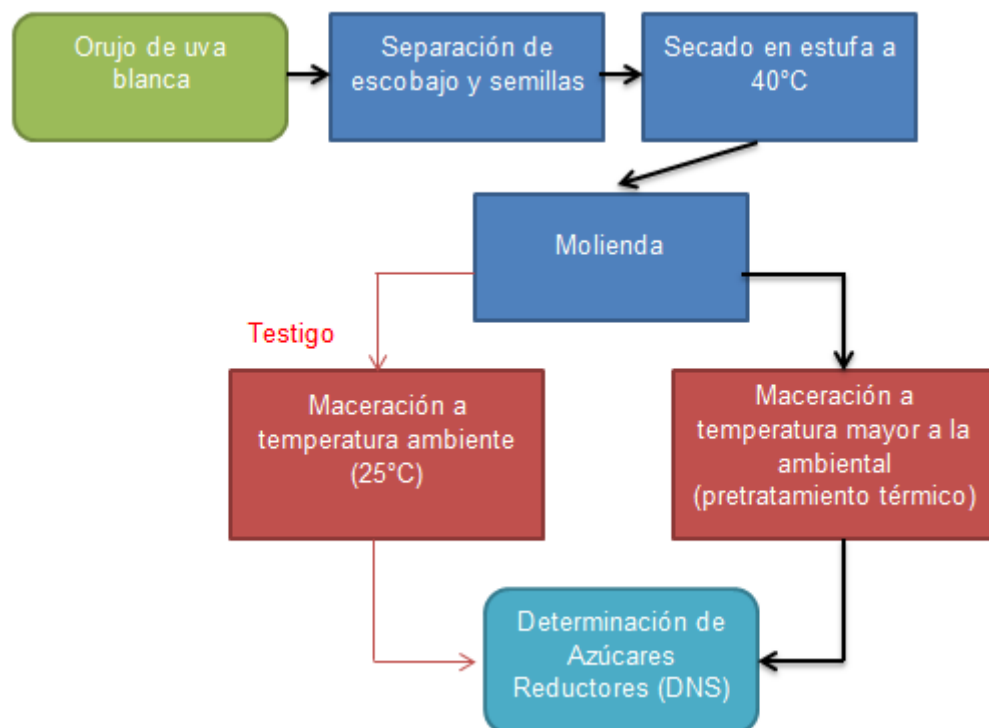 Orujo de uva
blanca
Separación de
escobajo y semillas
Secado en estufa a
40°C
Molienda
Testigo
Maceración a
temperatura ambiente
(25°C)
Maceración a
temperatura mayor a la
ambiental
(pretratamiento térmico)
Determinación de
Azúcares
Reductores (DNS)